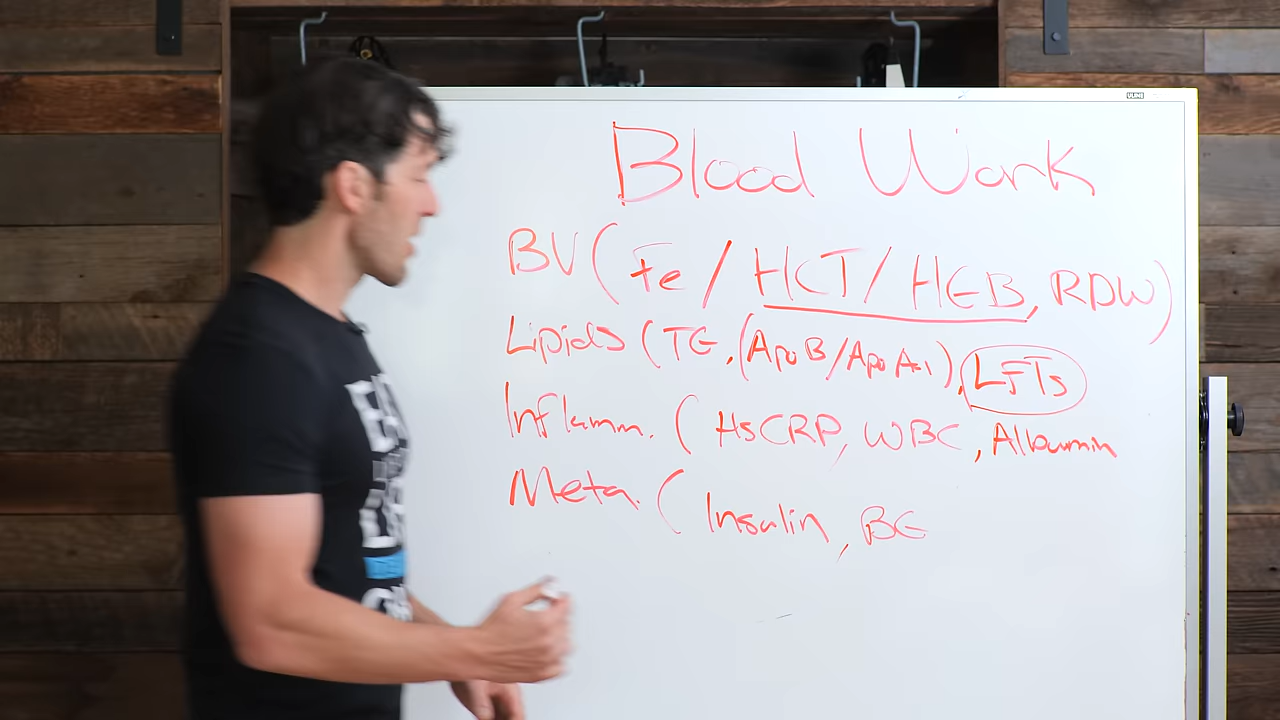 Blood Work
BV (Fe / HCT / HGB, RDW)
Lipids (TG, (ApoB/ApoA1), LFTs
Inflamm. (HsCRP, WBC, Albumin
Meta. (Insulin, BG
ULINE